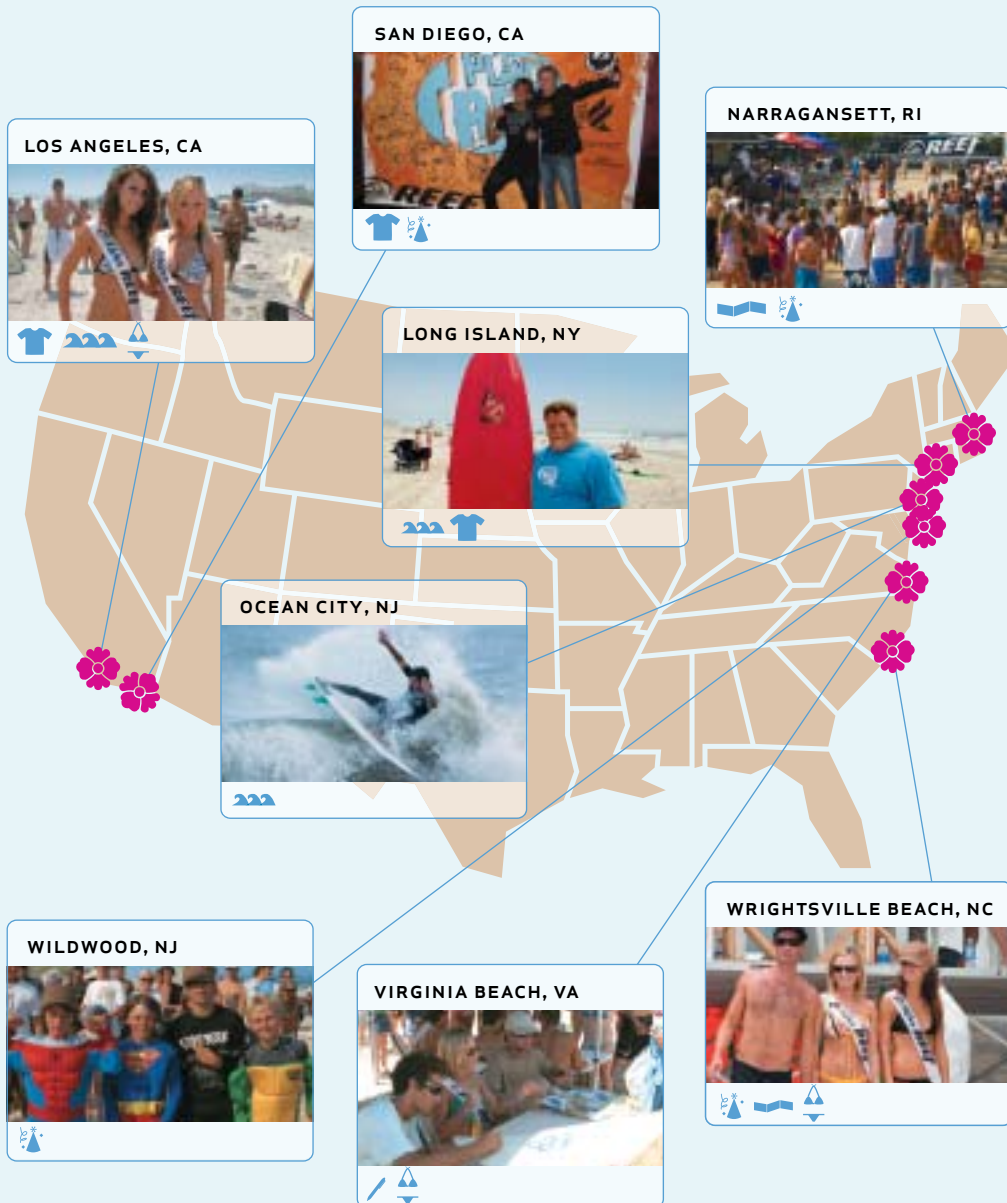 SAN DIEGO, CA
REEF
NARRAGANSETT, RI
REEF
LOS ANGELES, CA
REEF
LONG ISLAND, NY
OCEAN CITY, NJ
WRIGHTSVILLE BEACH, NC
WILDWOOD, NJ
VIRGINIA BEACH, VA